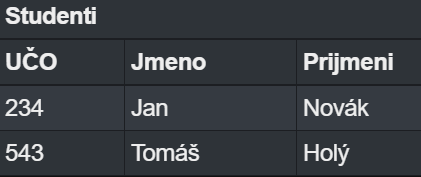 Studenti
UČO Jmeno Prijmeni
234 Jan Novák
543 Tomáš Holý